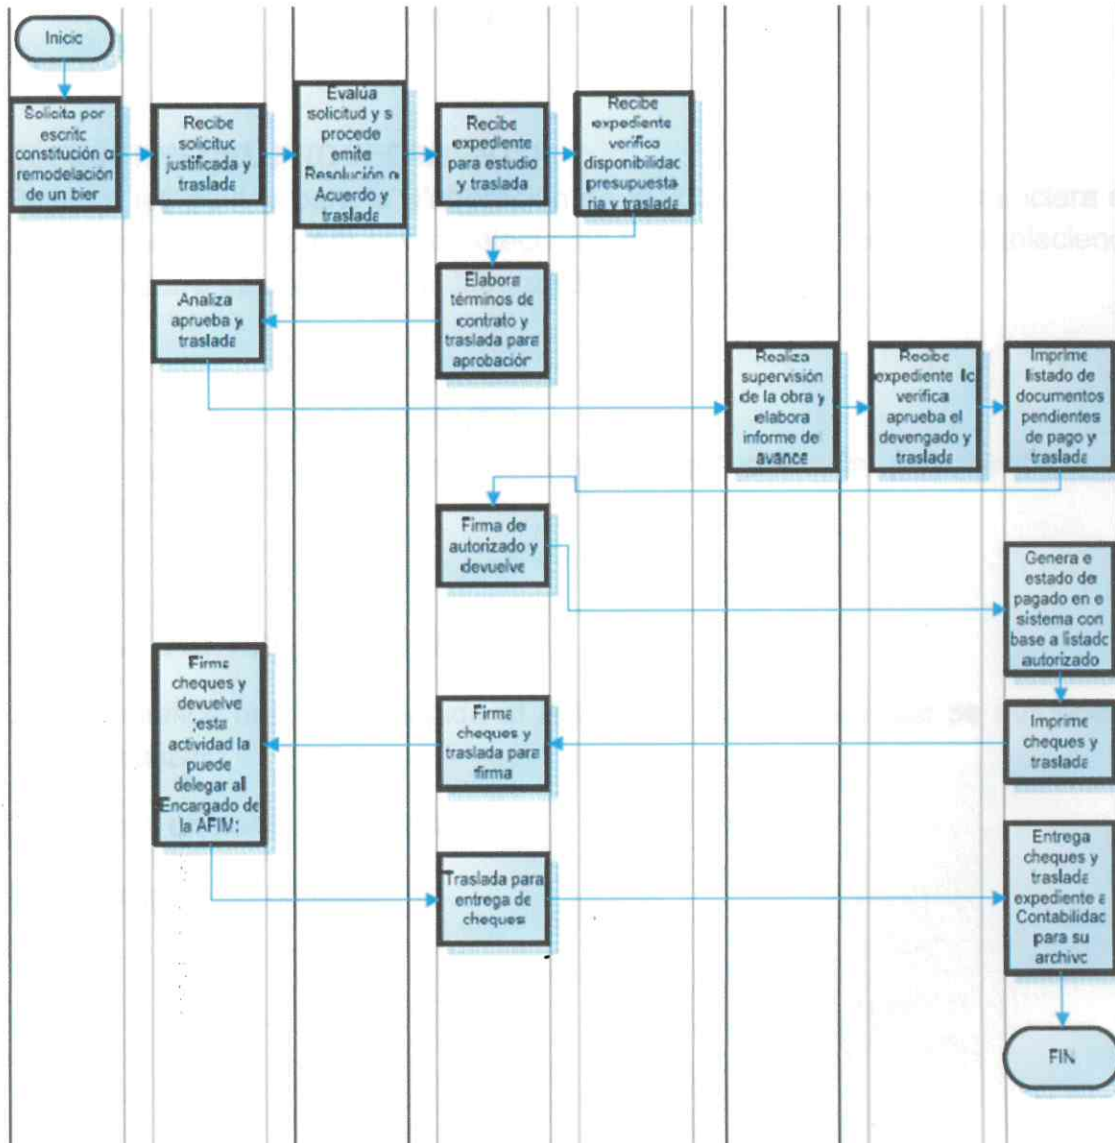 Inicio
Solicita por
escrito
constitución o
remodelación
de un bien
Recibe
solicitud
justificada y
traslada
Evalúa
solicitud y si
procede
emite
Resolución o
Acuerdo y
traslada
Recibe
expediente
para estudio
y traslada
Recibe
expediente
verifica
disponibilidad
presupuesta
ria y traslada
Elabora
términos de
contrato y
traslada para
aprobación
Analiza
aprueba y
traslada
Realiza
supervisión
de la obra y
elabora
informe de
avance
Recibe
expediente lo
verifica
aprueba el
devengado y
traslada
Imprime
listado de
documentos
pendientes
de pago y
traslada
Firma de
autorizado y
devuelve
Genera el
estado de
pagado en el
sistema con
base a listado
autorizado
Imprime
cheques y
traslada
Firma
cheques y
traslada para
firma
Firma
cheques y
devuelve
(esta
actividad la
puede
delegar al
Encargado de
la AFIM)
Traslada para
entrega de
cheques
Entrega
cheques y
traslada
expediente a
Contabilidad
para su
archivo
FIN